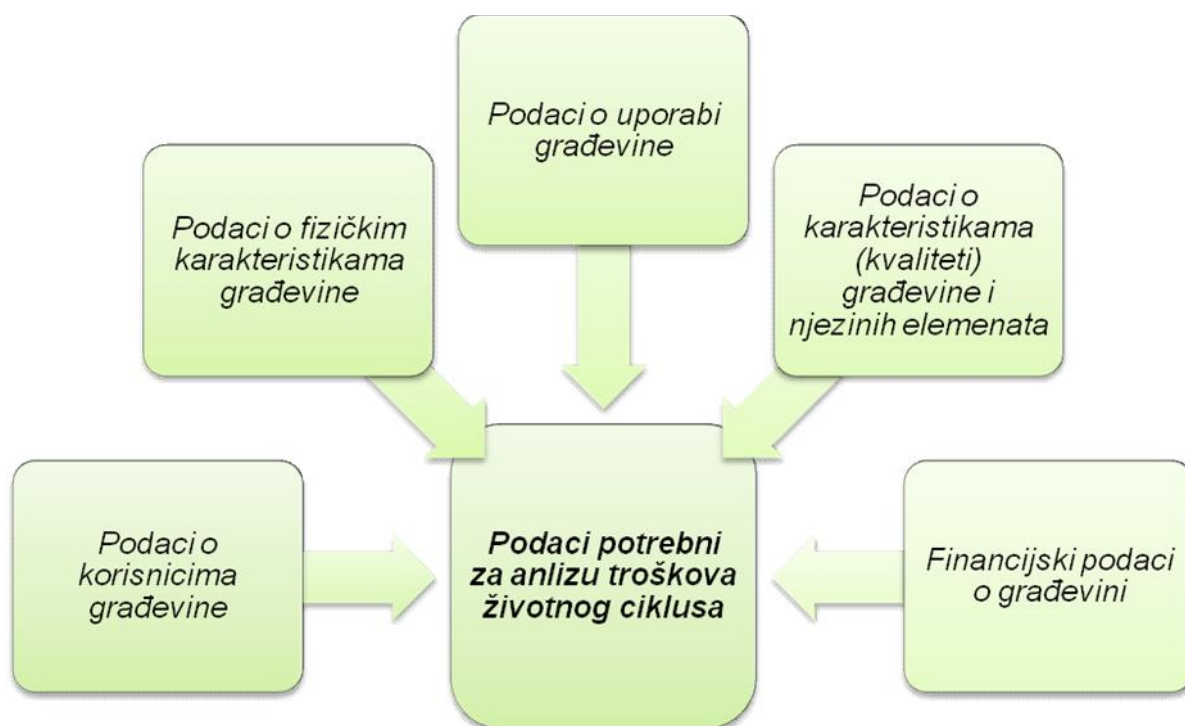 Podaci o uporabi
građevine
Podaci o fizičkim
karakteristikama
građevine
Podaci o
karakteristikama
(kvaliteti)
građevine i
njezinih elemenata
Podaci o
korisnicima
građevine
Podaci potrebni
za anlizu troškova
životnog ciklusa
Financijski podaci
o građevini